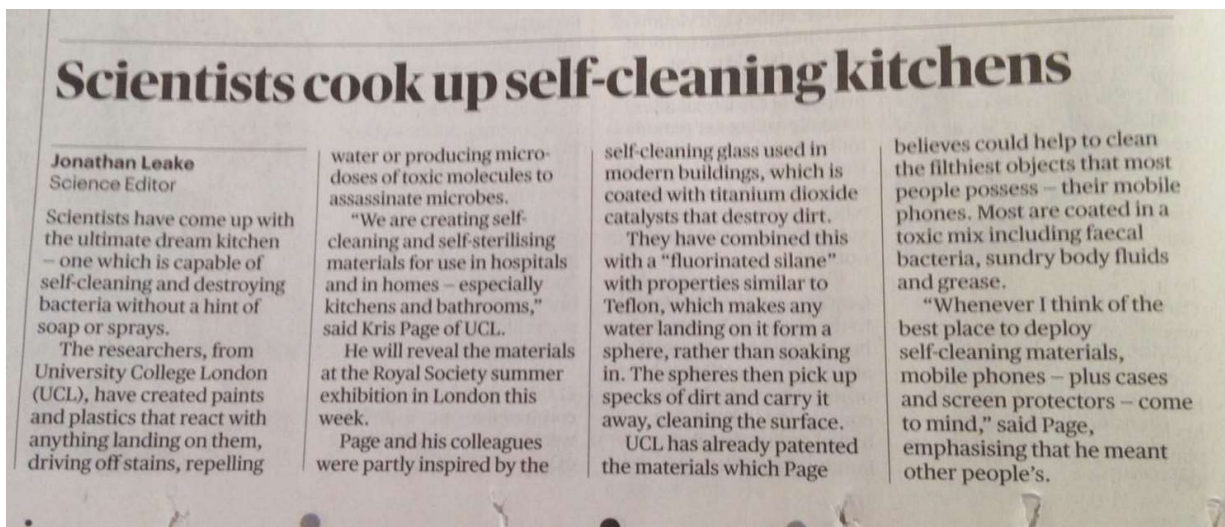 Scientists cook up self-cleaning kitchens
Jonathan Leake
Science Editor
Scientists have come up with
the ultimate dream kitchen
– one which is capable of
self-cleaning and destroying
bacteria without a hint of
soap or sprays.
The researchers, from
University College London
(UCL), have created paints
and plastics that react with
anything landing on them,
driving off stains, repelling
water or producing micro-
doses of toxic molecules to
assassinate microbes.
“We are creating self-
cleaning and self-sterilising
materials for use in hospitals
and in homes – especially
kitchens and bathrooms,”
said Kris Page of UCL.
He will reveal the materials
at the Royal Society summer
exhibition in London this
week.
Page and his colleagues
were partly inspired by the
self-cleaning glass used in
modern buildings, which is
coated with titanium dioxide
catalysts that destroy dirt.
They have combined this
with a “fluorinated silane”
with properties similar to
Teflon, which makes any
water landing on it form a
sphere, rather than soaking
in. The spheres then pick up
specks of dirt and carry it
away, cleaning the surface.
UCL has already patented
the materials which Page
believes could help to clean
the filthiest objects that most
people possess – their mobile
phones. Most are coated in a
toxic mix including faecal
bacteria, sundry body fluids
and grease.
“Whenever I think of the
best place to deploy
self-cleaning materials,
mobile phones – plus cases
and screen protectors – come
to mind,” said Page,
emphasising that he meant
other people’s.